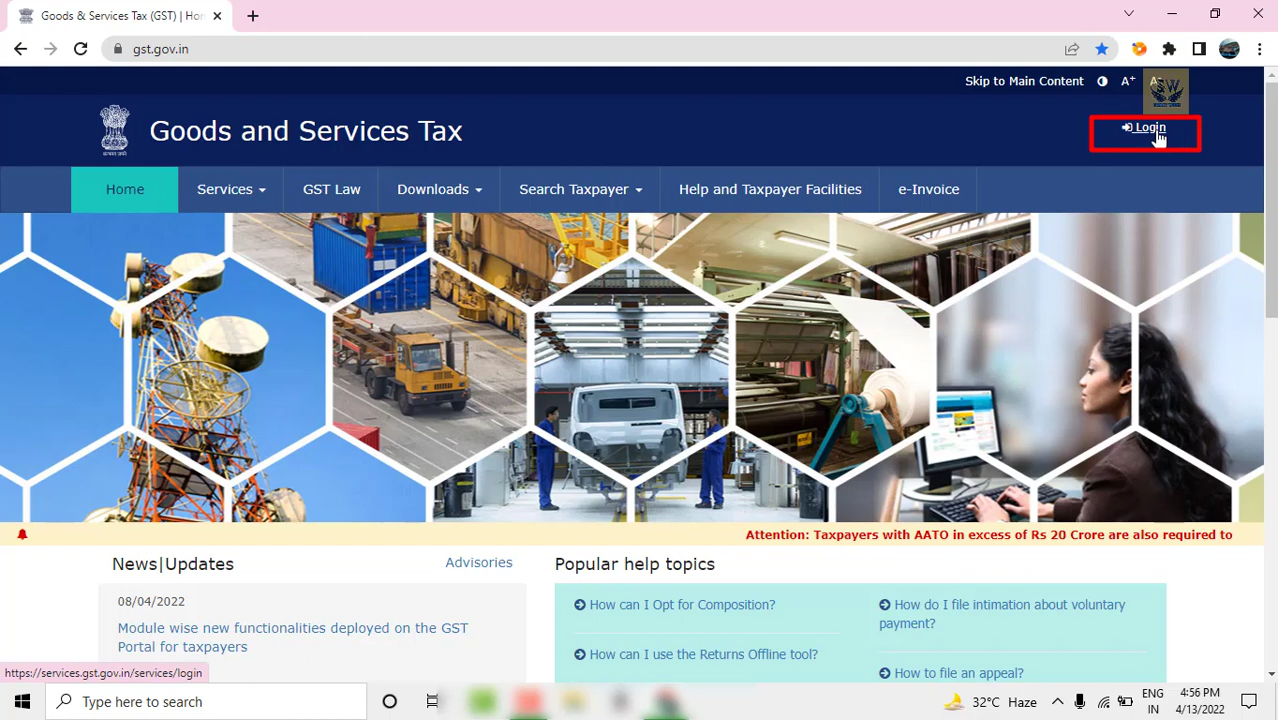 Goods & Services Tax (GST) | Ho
gst.gov.in
Skip to Main Content A+ A-
Goods and Services Tax
Login
Home Services GST Law Downloads Search Taxpayer Help and Taxpayer Facilities e-Invoice
Attention: Taxpayers with AATO in excess of Rs 20 Crore are also required to
News|Updates Advisories
08/04/2022
Module wise new functionalities deployed on the GST
Portal for taxpayers
Popular help topics
How can I Opt for Composition?
How can I use the Returns Offline tool?
How do I file intimation about voluntary
payment?
How to file an appeal?
https://services.gst.gov.in/services/login
Type here to search
32°C Haze
ENG
IN
4:56 PM
4/13/2022